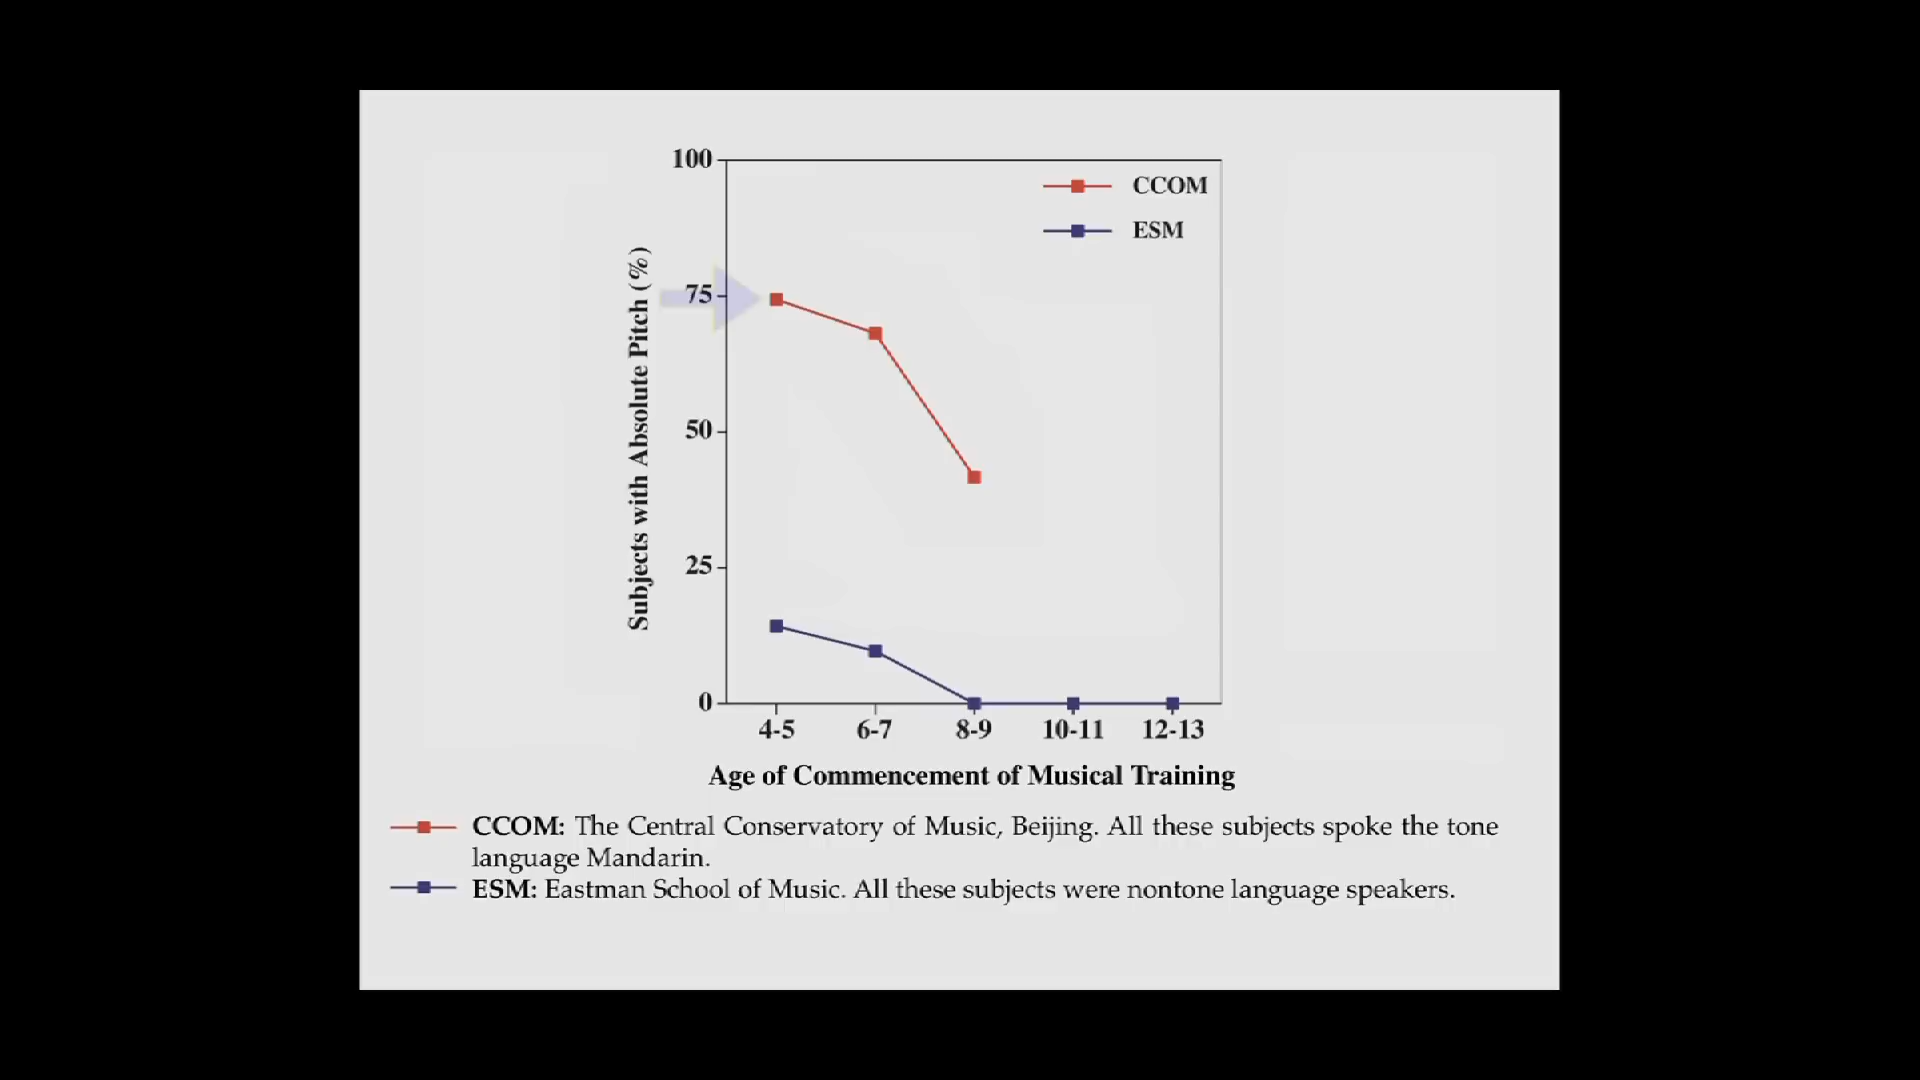 100
CCOM
ESM
75
50
25
0
Subjects with Absolute Pitch (%)
4-5 6-7 8-9 10-11 12-13
Age of Commencement of Musical Training
CCOM: The Central Conservatory of Music, Beijing. All these subjects spoke the tone
language Mandarin.
ESM: Eastman School of Music. All these subjects were nontone language speakers.